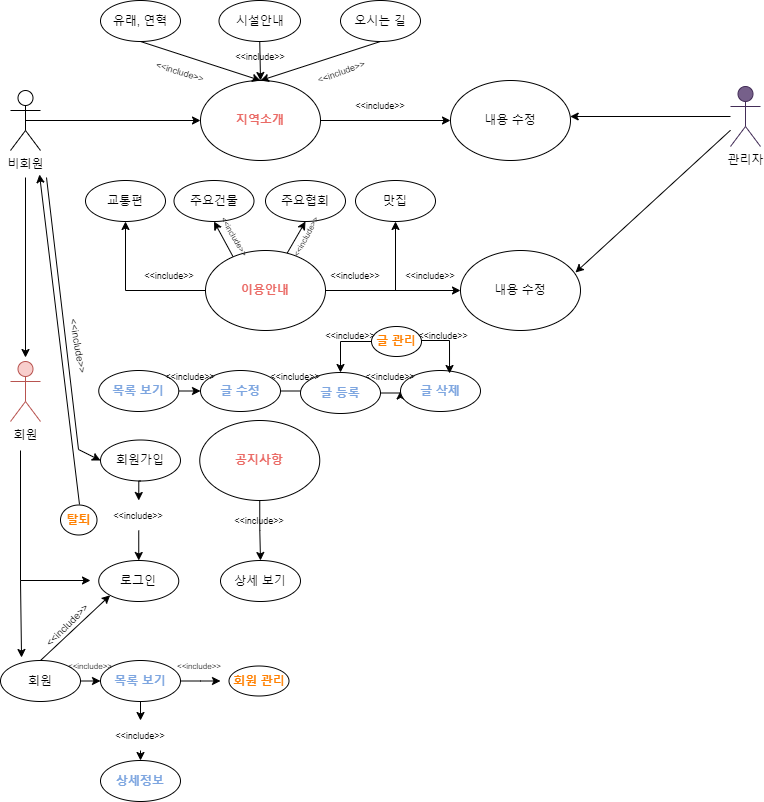 유래, 연혁
시설안내
오시는 길
<<include>>
<<include>>
<<include>>
지역소개
<<include>>
내용 수정
비회원
관리자
교통편
주요건물
주요협회
맛집
<<include>>
<<include>>
<<include>>
<<include>>
<<include>>
이용안내
내용 수정
<<include>>
<<include>>
글 관리
<<include>>
회원
목록 보기
<<include>>
글 수정
<<include>>
글 등록
<<include>>
글 삭제
회원가입
공지사항
탈퇴
<<include>>
<<include>>
로그인
상세 보기
<<include>>
회원
<<include>>
목록 보기
<<include>>
회원 관리
<<include>>
상세정보